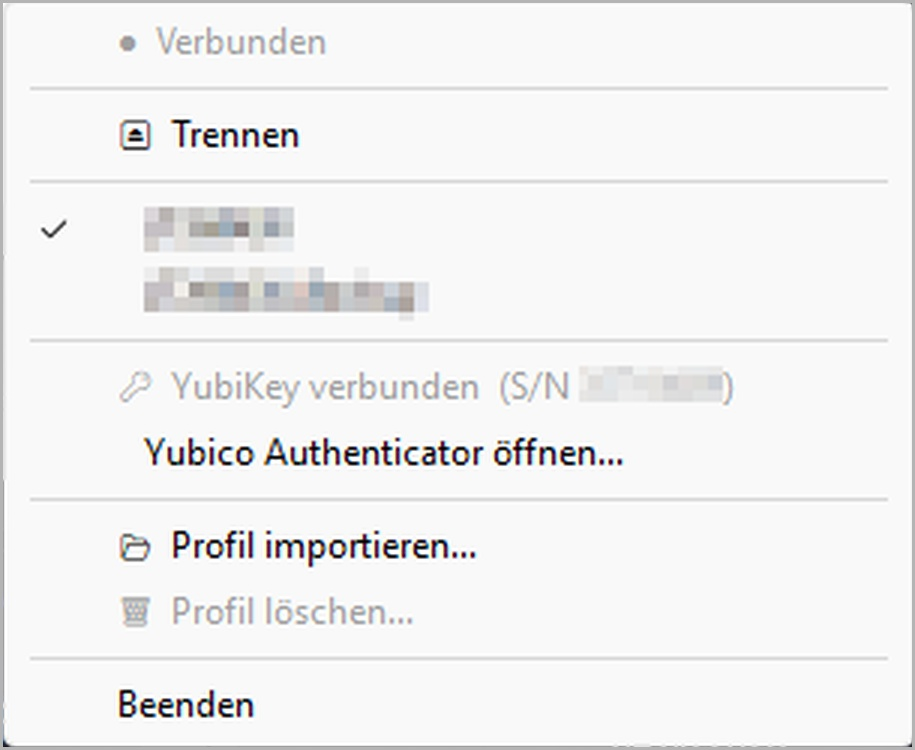 Verbunden
Trennen
YubiKey verbunden (S/N )
Yubico Authenticator öffnen...
Profil importieren...
Profil löschen...
Beenden